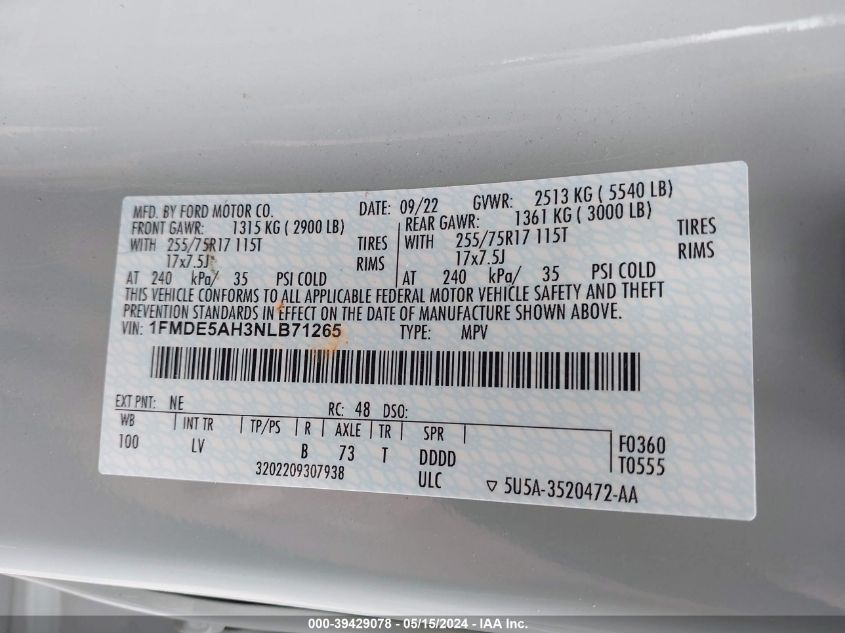 MFD. BY FORD MOTOR CO. DATE: 09/22 GVWR: 2513 KG ( 5540 LB)
FRONT GAWR: 1315 KG ( 2900 LB) REAR GAWR: 1361 KG ( 3000 LB)
WITH 255/75R17 115T TIRES WITH 255/75R17 115T TIRES
17x7.5J RIMS 17x7.5J RIMS
AT 240 kPa/ 35 PSI COLD AT 240 kPa/ 35 PSI COLD
THIS VEHICLE CONFORMS TO ALL APPLICABLE FEDERAL MOTOR VEHICLE SAFETY AND THEFT
PREVENTION STANDARDS IN EFFECT ON THE DATE OF MANUFACTURE SHOWN ABOVE.
VIN: 1FMDE5AH3NLB71265 TYPE: MPV
EXT PNT: NE RC: 48 DSO:
WB INT TR TP/PS R AXLE TR SPR F0360
100 LV B 73 T DDDD T0555
3202209307938 ULC ▽ 5U5A-3520472-AA
000-39429078 - 05/15/2024 - IAA Inc.